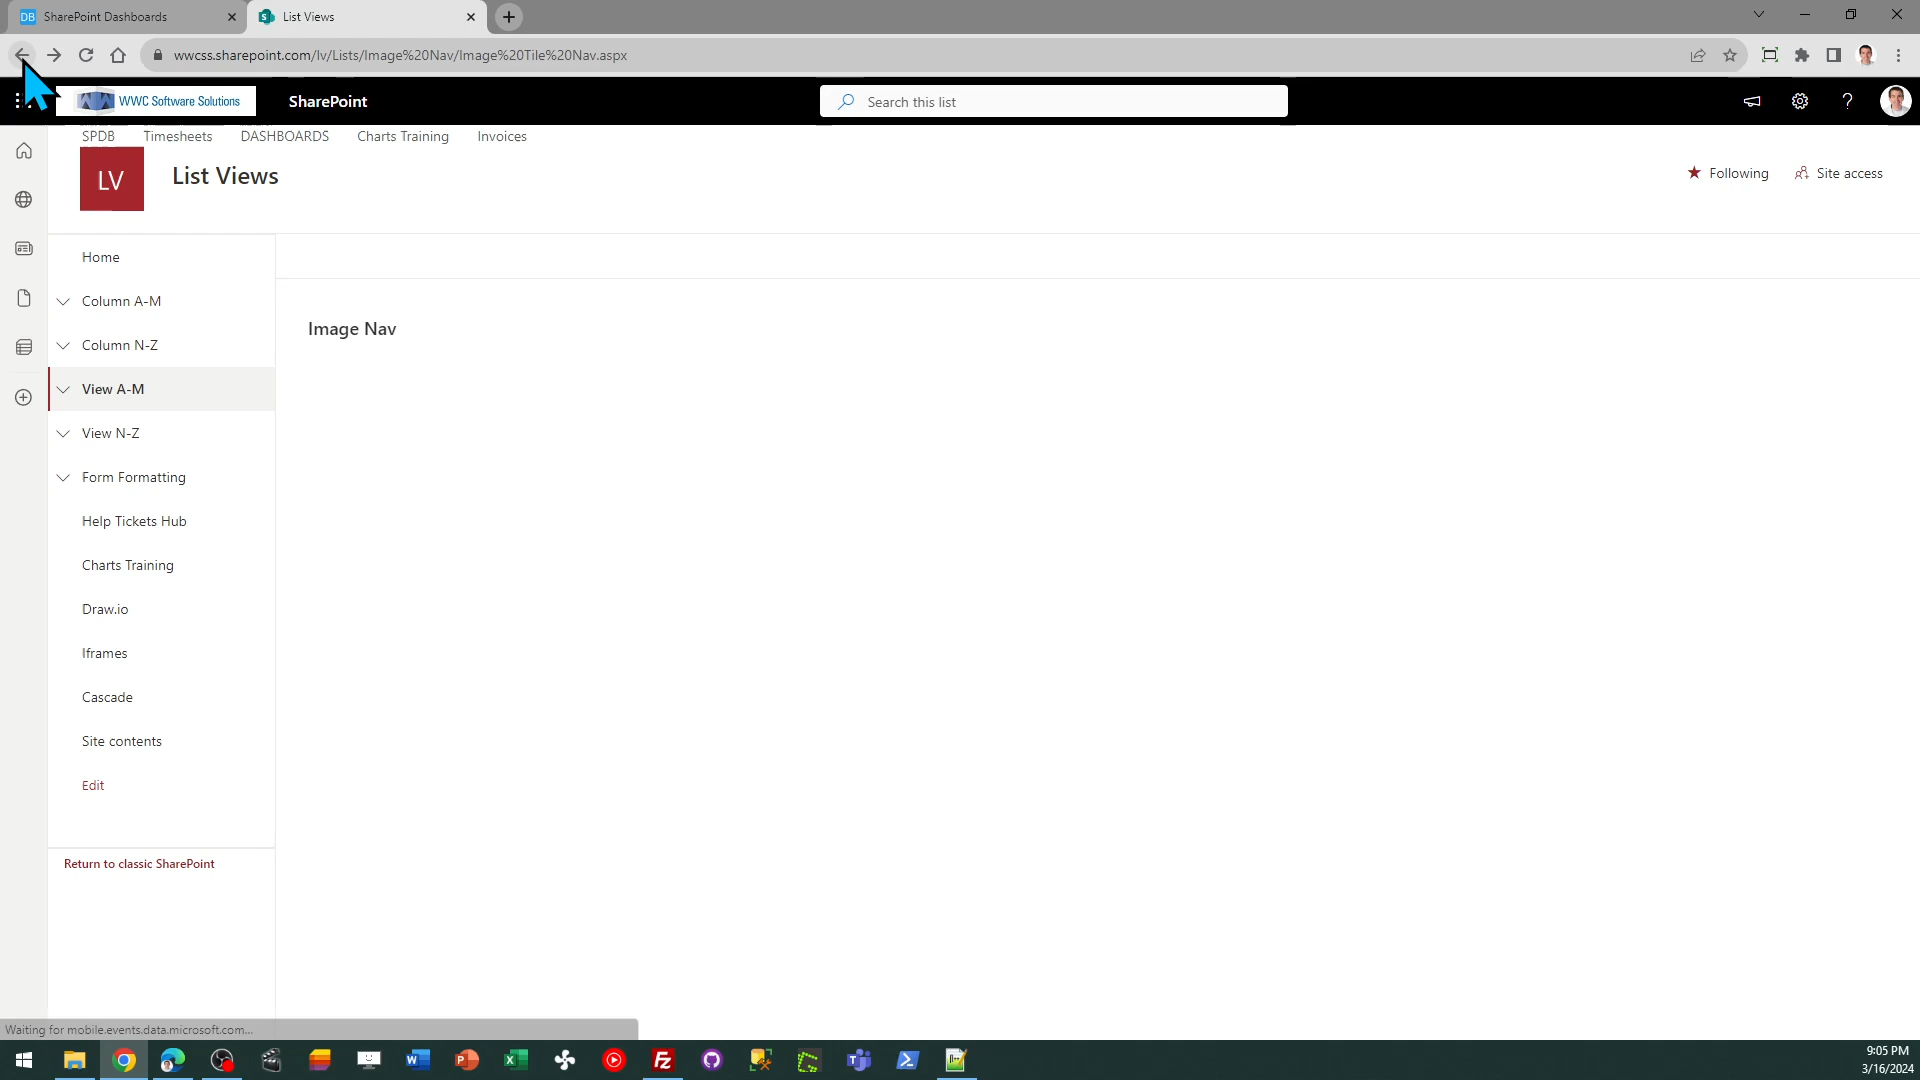 DB SharePoint Dashboards
S List Views
wwcss.sharepoint.com/lv/Lists/Image%20Nav/Image%20Tile%20Nav.aspx
WWC Software Solutions
SharePoint
Search this list
SPDB Timesheets DASHBOARDS Charts Training Invoices
LV
List Views
Following Site access
Home
Column A-M
Column N-Z
Image Nav
View A-M
View N-Z
Form Formatting
Help Tickets Hub
Charts Training
Draw.io
Iframes
Cascade
Site contents
Edit
Return to classic SharePoint
Waiting for mobile.events.data.microsoft.com...
9:05 PM
3/16/2024